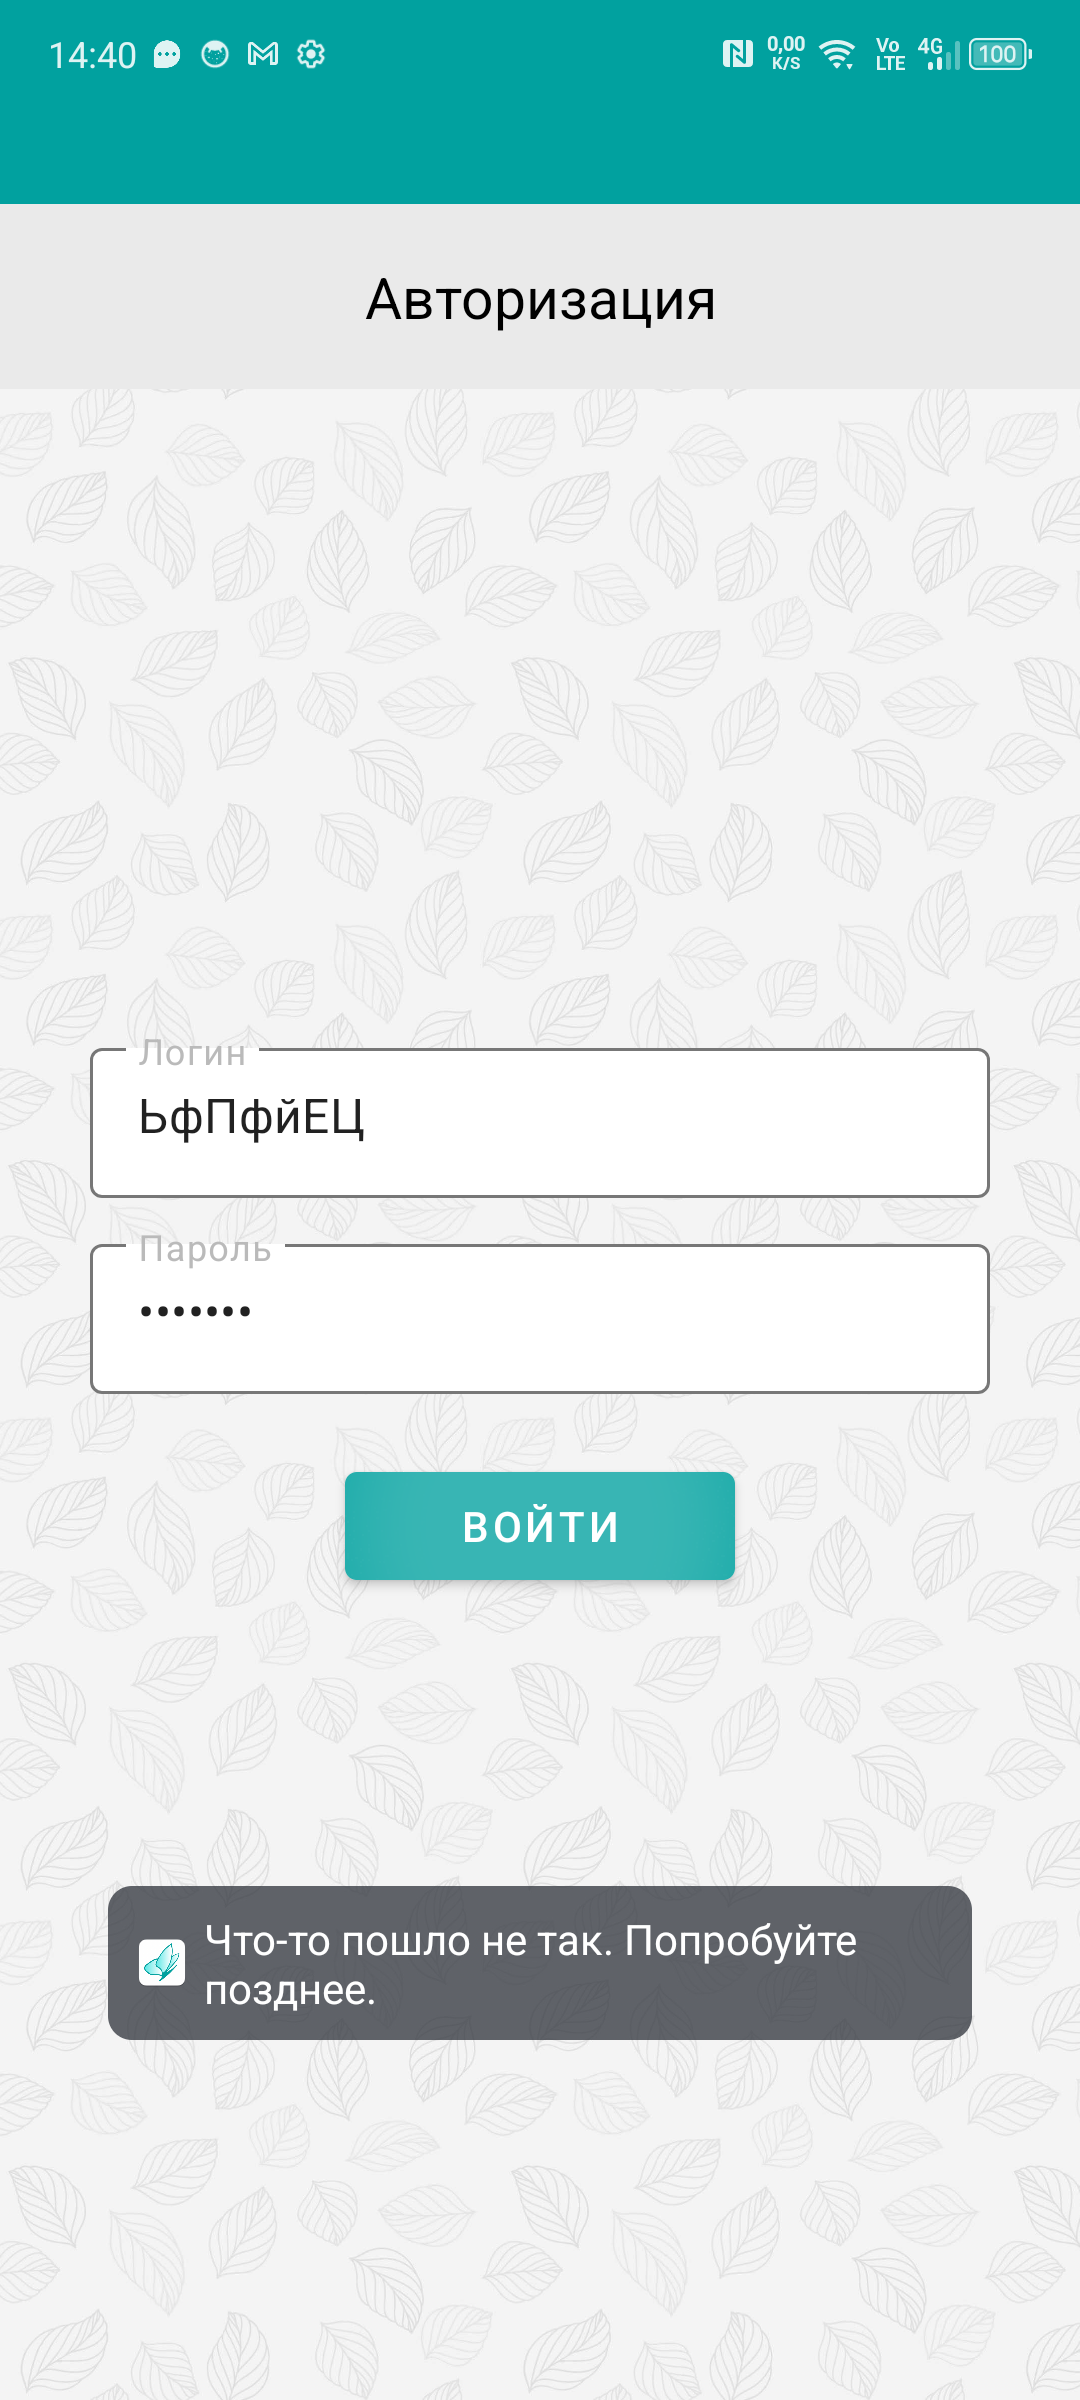 14:40 0,00 K/S Vo LTE 4G 100
Авторизация
Логин
ЬфПфйЕЦ
Пароль
•••••••
ВОЙТИ
Что-то пошло не так. Попробуйте
позднее.